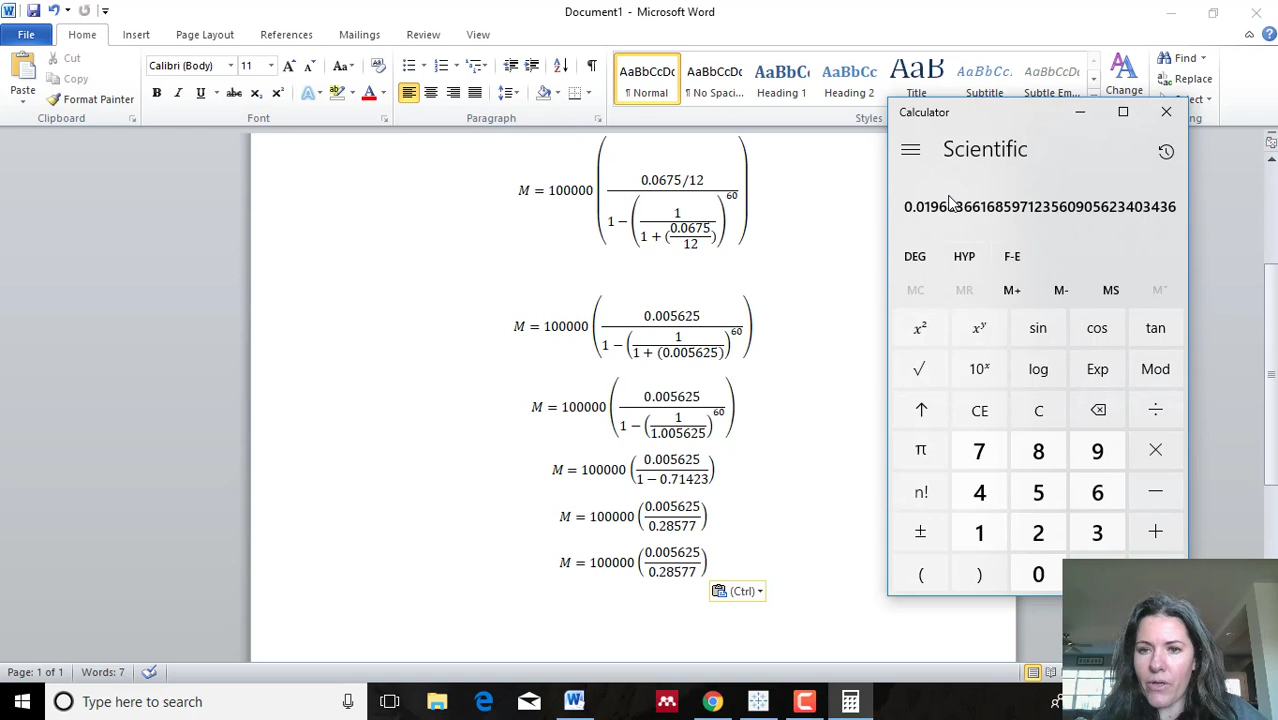 Document1 - Microsoft Word
File Home Insert Page Layout References Mailings Review View
Paste Cut Copy Format Painter
Calibri (Body) 11
AaBbCcDc AaBbCcDc AaBbCc AaBbCc AaB AaBbCc. AaBbCcD
¶ Normal ¶ No Spaci... Heading 1 Heading 2 Title Subtitle Subtle Em... Change
Find
Replace
Clipboard Font Paragraph Styles
M = 100000 ( 0.0675/12 / 1 − ( 1 / 1 + (0.0675 / 12) )^60 )
M = 100000 ( 0.005625 / 1 − ( 1 / 1 + (0.005625) )^60 )
M = 100000 ( 0.005625 / 1 − ( 1 / 1.005625 )^60 )
M = 100000 ( 0.005625 / 1 − 0.71423 )
M = 100000 ( 0.005625 / 0.28577 )
M = 100000 ( 0.005625 / 0.28577 )
(Ctrl)
Calculator
Scientific
DEG HYP F-E
MC MR M+ M- MS M˅
x² xʸ sin cos tan
√ 10ˣ log Exp Mod
↑ CE C ⌫ ÷
π 7 8 9 ×
n! 4 5 6 −
± 1 2 3 +
( ) 0
Page: 1 of 1 Words: 7
Type here to search